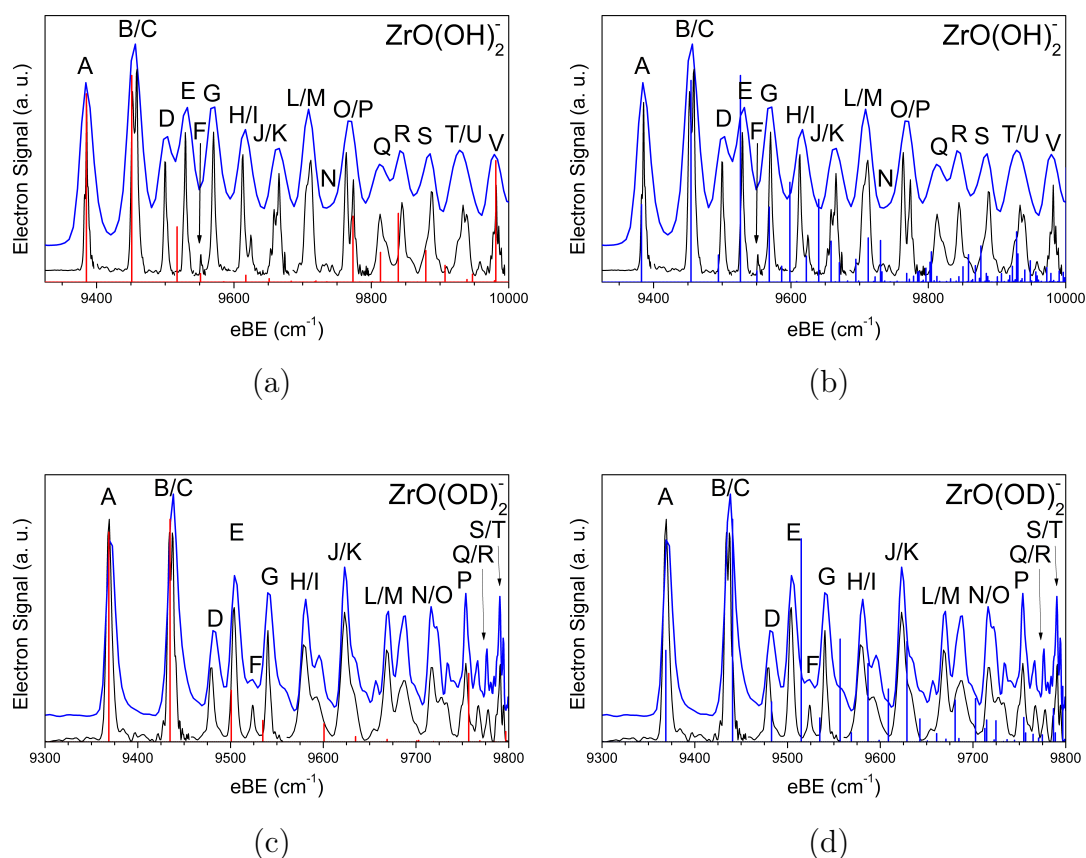 ZrO(OH)₂⁻
B/C
A
D
E
F
G
H/I
J/K
L/M
N
O/P
Q
R
S
T/U
V
Electron Signal (a. u.)
9400 9600 9800 10000
eBE (cm⁻¹)
(a)
ZrO(OH)₂⁻
B/C
A
D
E
F
G
H/I
J/K
L/M
N
O/P
Q
R
S
T/U
V
Electron Signal (a. u.)
9400 9600 9800 10000
eBE (cm⁻¹)
(b)
ZrO(OD)₂⁻
B/C
A
D
E
F
G
H/I
J/K
L/M
N/O
P
Q/R
S/T
Electron Signal (a. u.)
9300 9400 9500 9600 9700 9800
eBE (cm⁻¹)
(c)
ZrO(OD)₂⁻
B/C
A
D
E
F
G
H/I
J/K
L/M
N/O
P
Q/R
S/T
Electron Signal (a. u.)
9300 9400 9500 9600 9700 9800
eBE (cm⁻¹)
(d)